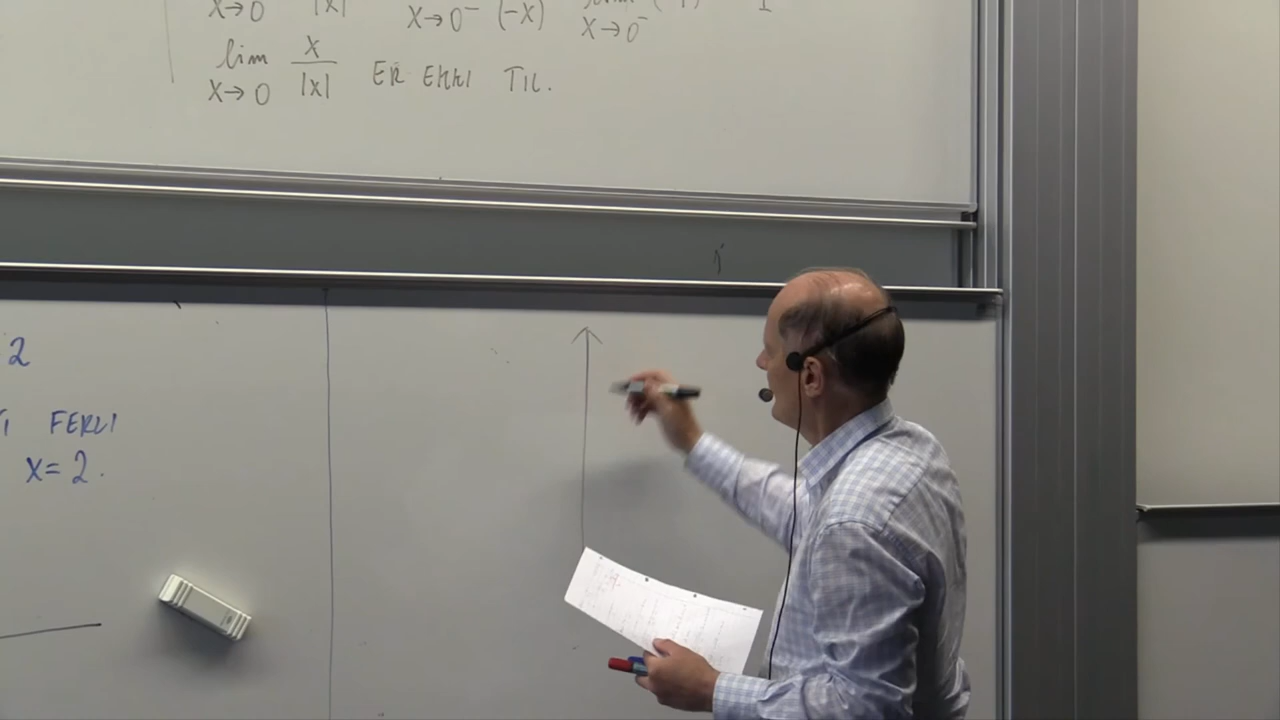 x→0 |x| x→0⁻ (-x) x→0⁻
lim x/|x| ER EKKI TIL.
x→0
2
FERLI
x=2.